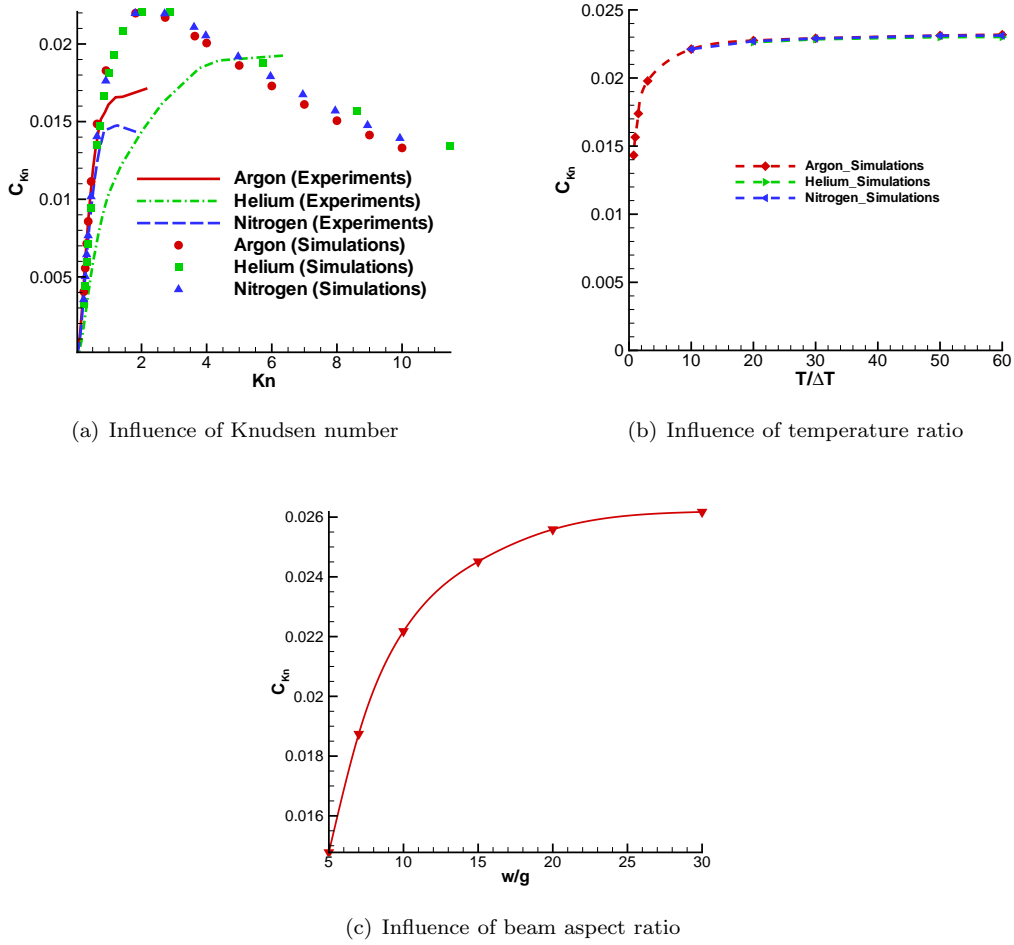 0.02
0.015
0.01
0.005
C_Kn
2
4
6
8
10
Kn
Argon (Experiments)
Helium (Experiments)
Nitrogen (Experiments)
Argon (Simulations)
Helium (Simulations)
Nitrogen (Simulations)
(a) Influence of Knudsen number
0.025
0.02
0.015
0.01
0.005
0
C_Kn
0
10
20
30
40
50
60
T/ΔT
Argon_Simulations
Helium_Simulations
Nitrogen_Simulations
(b) Influence of temperature ratio
0.026
0.024
0.022
0.02
0.018
0.016
C_Kn
5
10
15
20
25
30
w/g
(c) Influence of beam aspect ratio